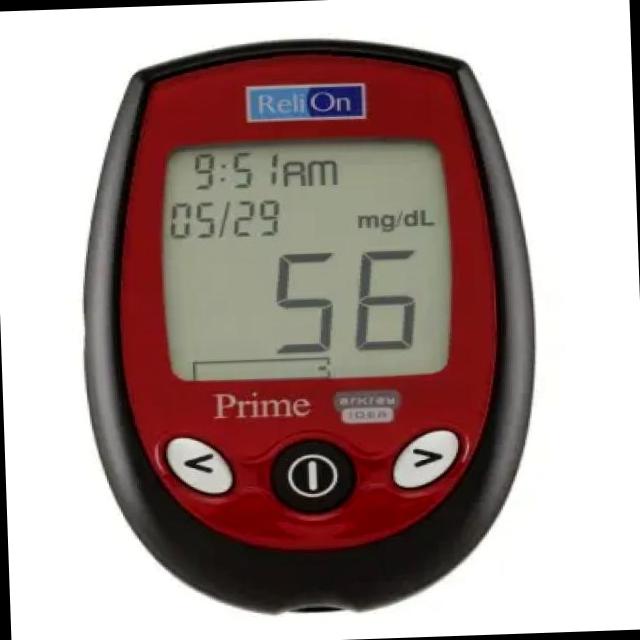 ReliOn
9:51AM
05/29 mg/dL
56
Prime
arkray
IDEA
<
>